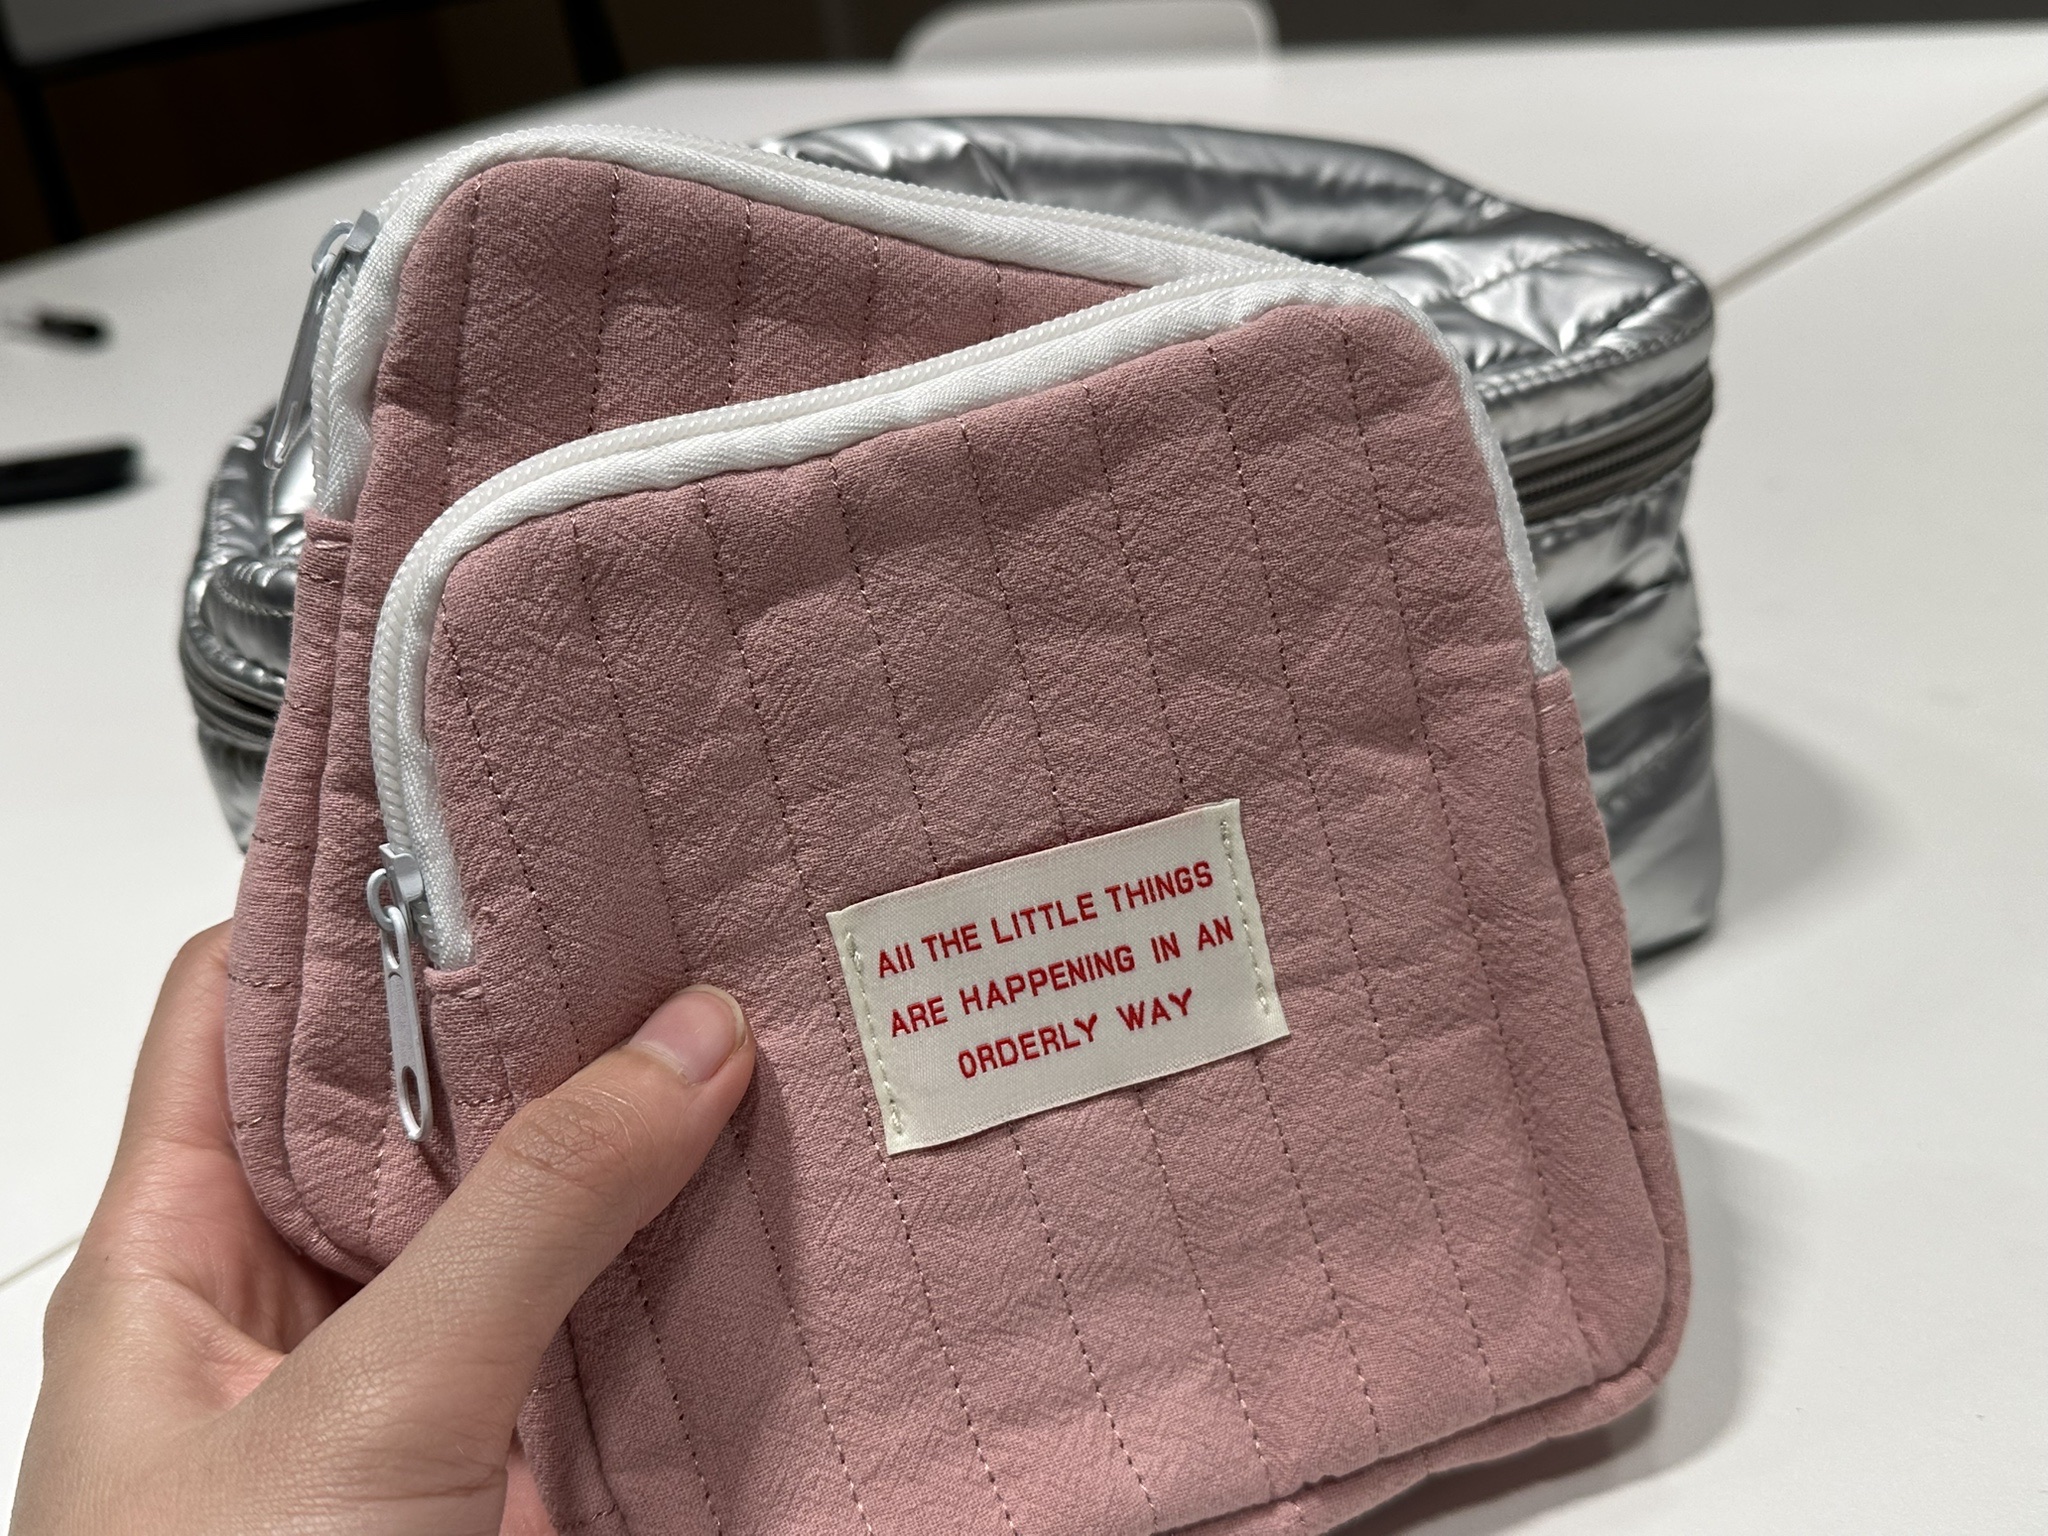 All THE LITTLE THINGS
ARE HAPPENING IN AN
ORDERLY WAY